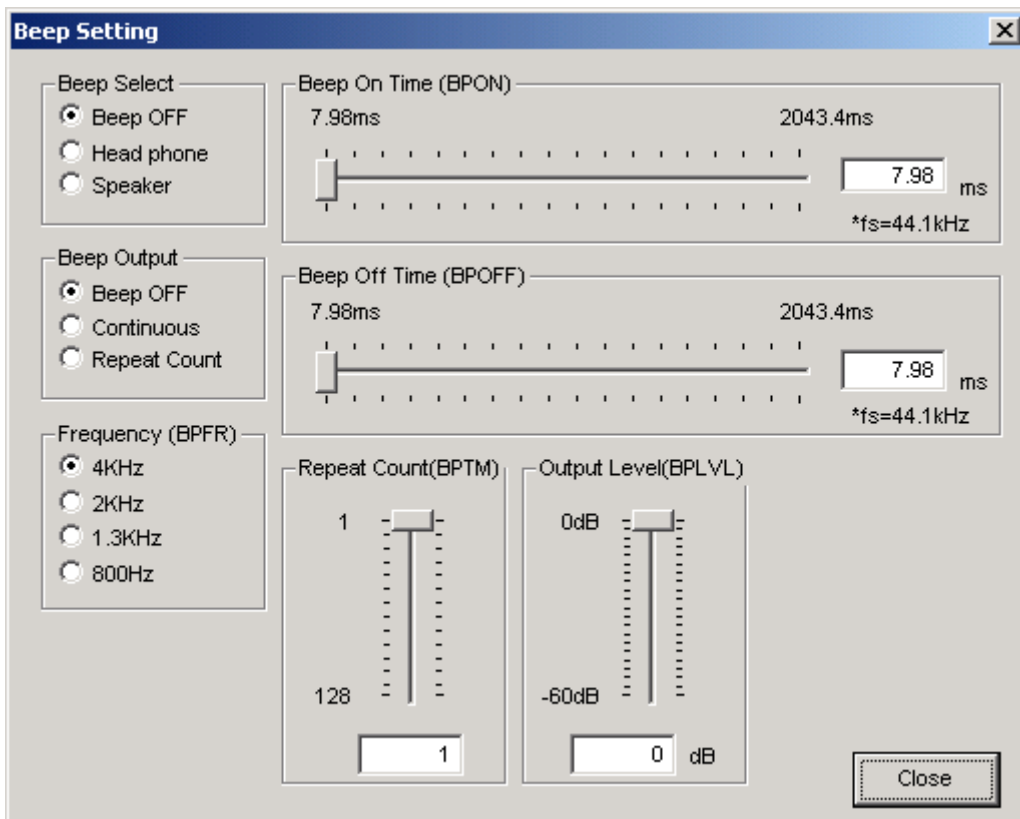 Beep Setting
Beep Select
Beep OFF
Head phone
Speaker
Beep On Time (BPON)
7.98ms
2043.4ms
7.98
ms
*fs=44.1kHz
Beep Output
Beep OFF
Continuous
Repeat Count
Beep Off Time (BPOFF)
7.98ms
2043.4ms
7.98
ms
*fs=44.1kHz
Frequency (BPFR)
4KHz
2KHz
1.3KHz
800Hz
Repeat Count(BPTM)
1
128
1
Output Level(BPLVL)
0dB
-60dB
0 dB
Close